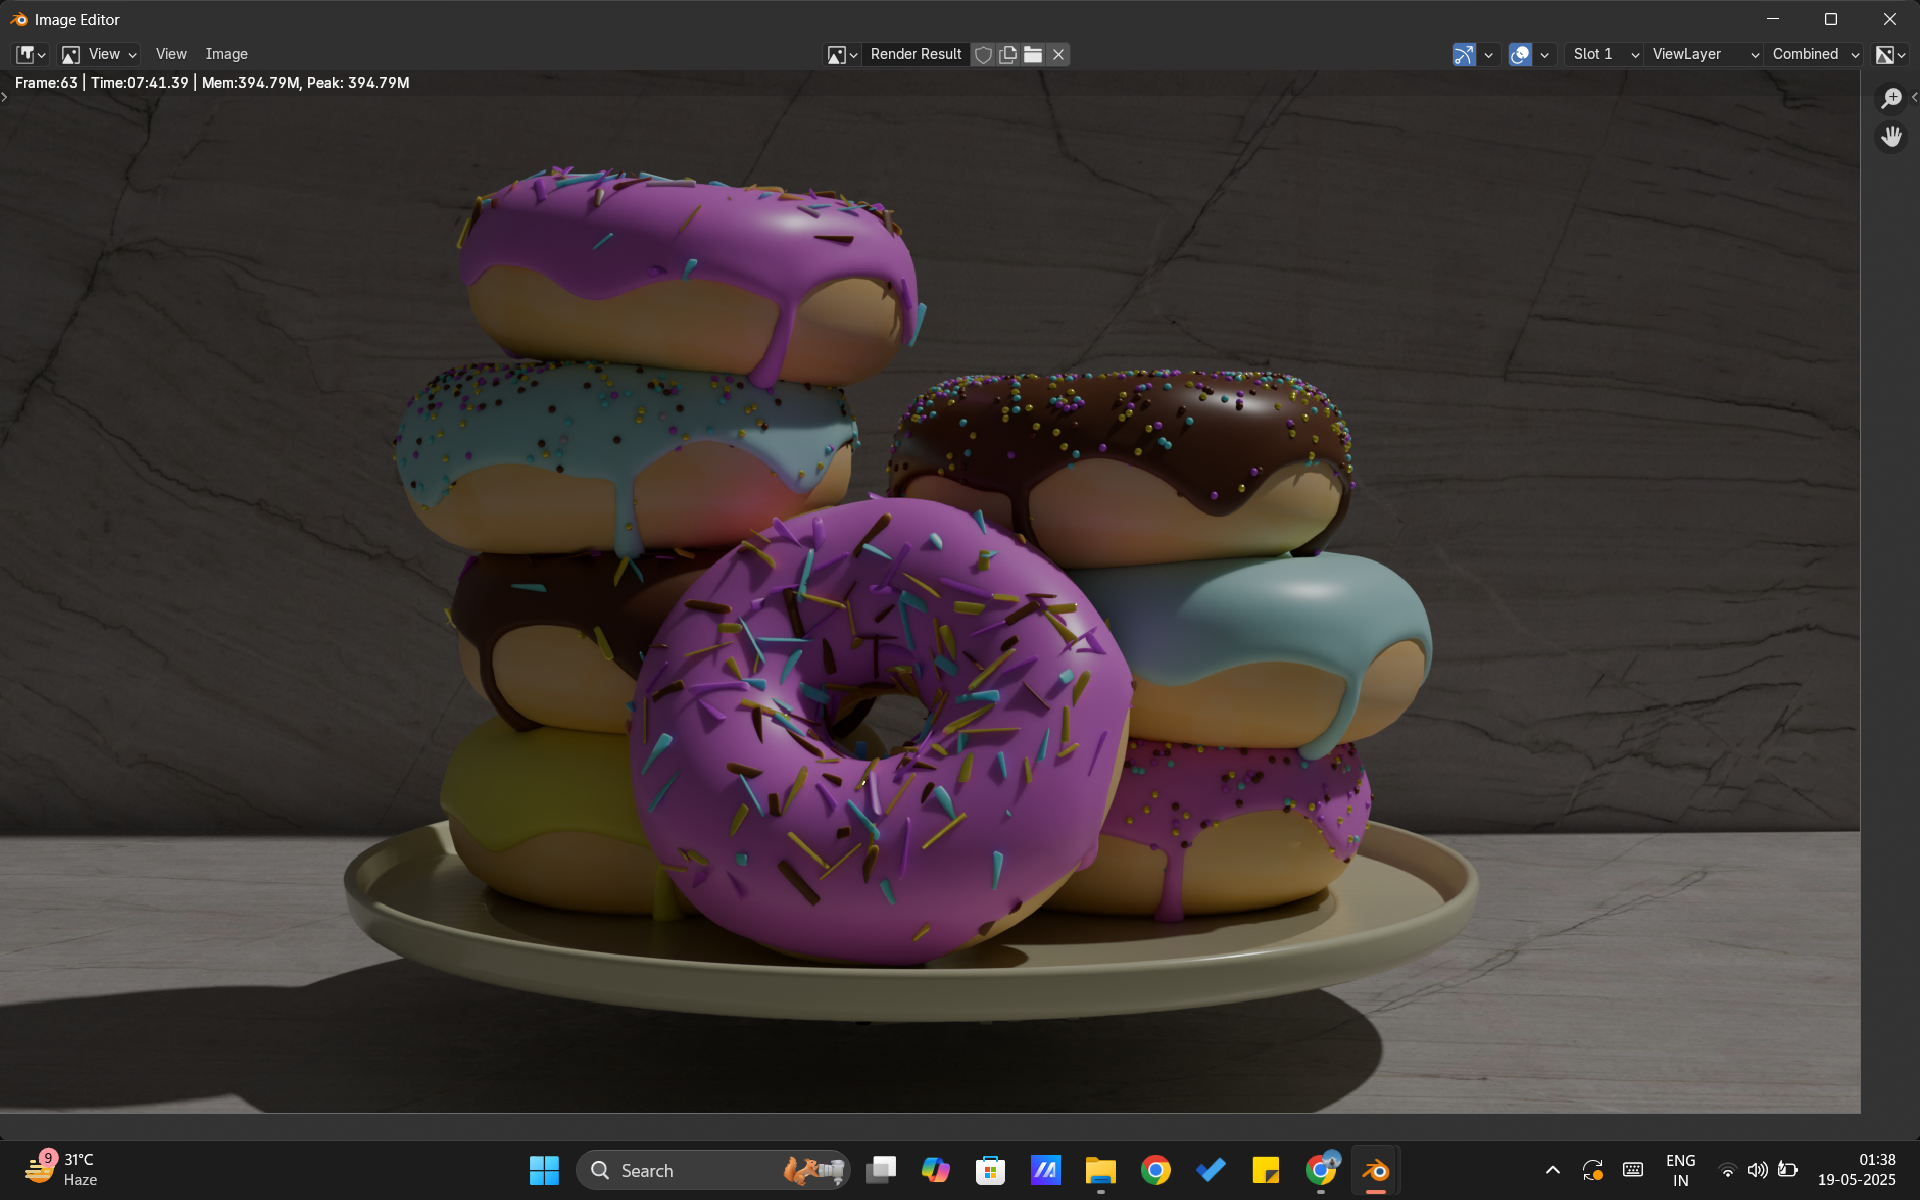 Image Editor
View View Image Render Result Slot 1 ViewLayer Combined
Frame:63 | Time:07:41.39 | Mem:394.79M, Peak: 394.79M
9 31°C
Haze
Search
ENG
IN
01:38
19-05-2025